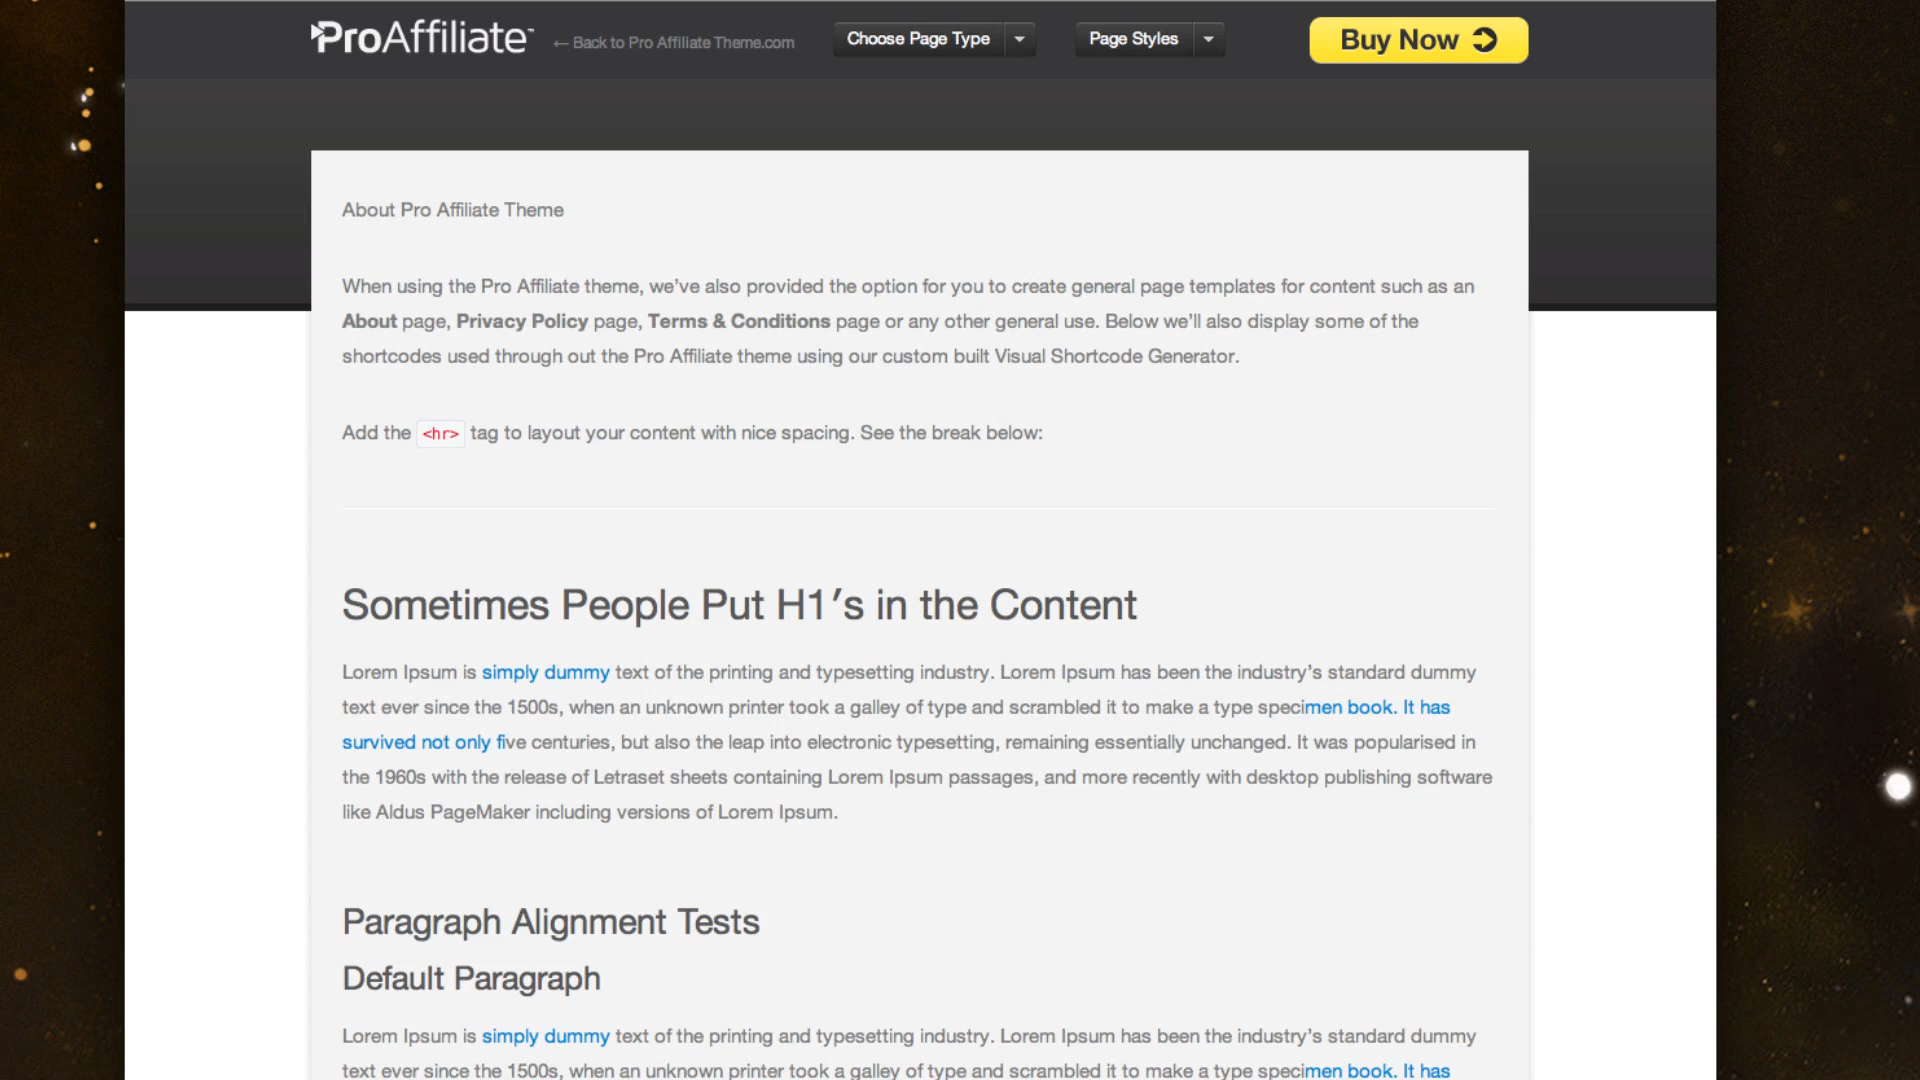 ProAffiliate™ ← Back to Pro Affiliate Theme.com Choose Page Type Page Styles Buy Now
About Pro Affiliate Theme
When using the Pro Affiliate theme, we’ve also provided the option for you to create general page templates for content such as an
About page, Privacy Policy page, Terms & Conditions page or any other general use. Below we’ll also display some of the
shortcodes used through out the Pro Affiliate theme using our custom built Visual Shortcode Generator.
Add the <hr> tag to layout your content with nice spacing. See the break below:
Sometimes People Put H1′s in the Content
Lorem Ipsum is simply dummy text of the printing and typesetting industry. Lorem Ipsum has been the industry’s standard dummy
text ever since the 1500s, when an unknown printer took a galley of type and scrambled it to make a type specimen book. It has
survived not only five centuries, but also the leap into electronic typesetting, remaining essentially unchanged. It was popularised in
the 1960s with the release of Letraset sheets containing Lorem Ipsum passages, and more recently with desktop publishing software
like Aldus PageMaker including versions of Lorem Ipsum.
Paragraph Alignment Tests
Default Paragraph
Lorem Ipsum is simply dummy text of the printing and typesetting industry. Lorem Ipsum has been the industry’s standard dummy
text ever since the 1500s, when an unknown printer took a galley of type and scrambled it to make a type specimen book. It has